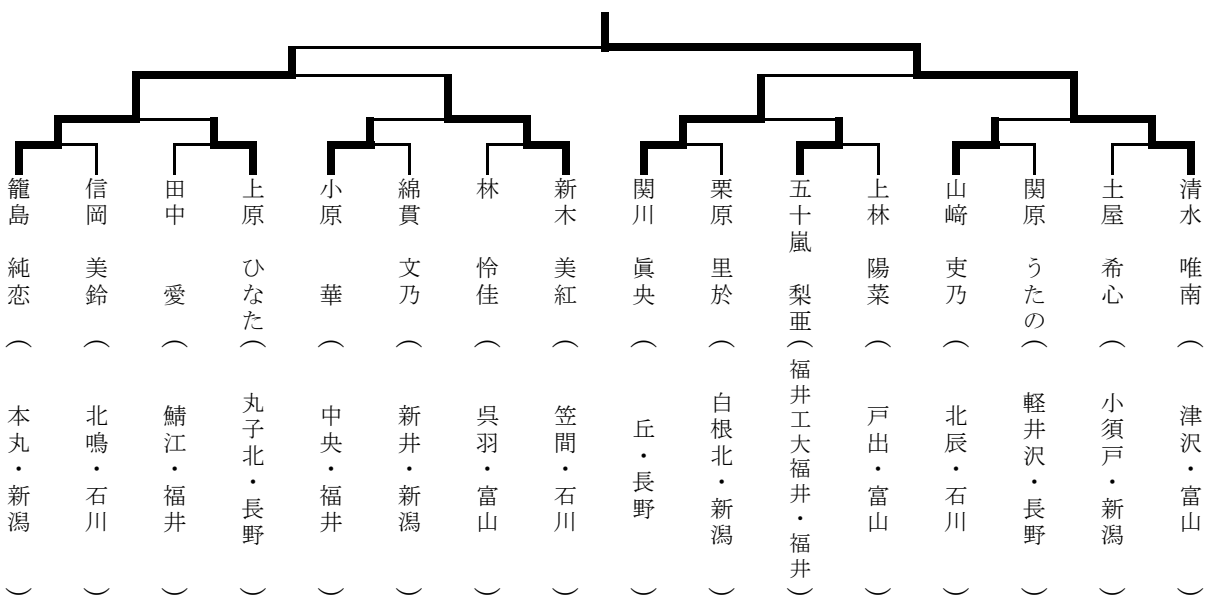 籠島 純恋（本丸・新潟）
信岡 美鈴（北鳴・石川）
田中 愛（鯖江・福井）
上原 ひなた（丸子北・長野）
小原 華（中央・福井）
綿貫 文乃（新井・新潟）
林 怜佳（呉羽・富山）
新木 美紅（笠間・石川）
関川 眞央（丘・長野）
栗原 里於（白根北・新潟）
五十嵐 梨亜（福井工大福井・福井）
上林 陽菜（戸出・富山）
山﨑 吏乃（北辰・石川）
関原 うたの（軽井沢・長野）
土屋 希心（小須戸・新潟）
清水 唯南（津沢・富山）